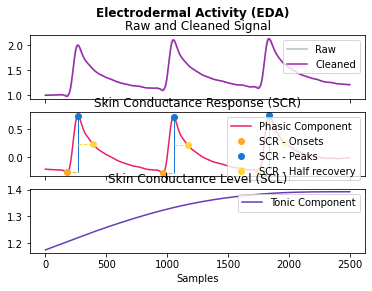 Electrodermal Activity (EDA)
Raw and Cleaned Signal
2.0
1.5
1.0
Raw
Cleaned
Skin Conductance Response (SCR)
0.5
0.0
Phasic Component
SCR - Onsets
SCR - Peaks
SCR - Half recovery
Skin Conductance Level (SCL)
1.4
1.3
1.2
Tonic Component
0 500 1000 1500 2000 2500
Samples